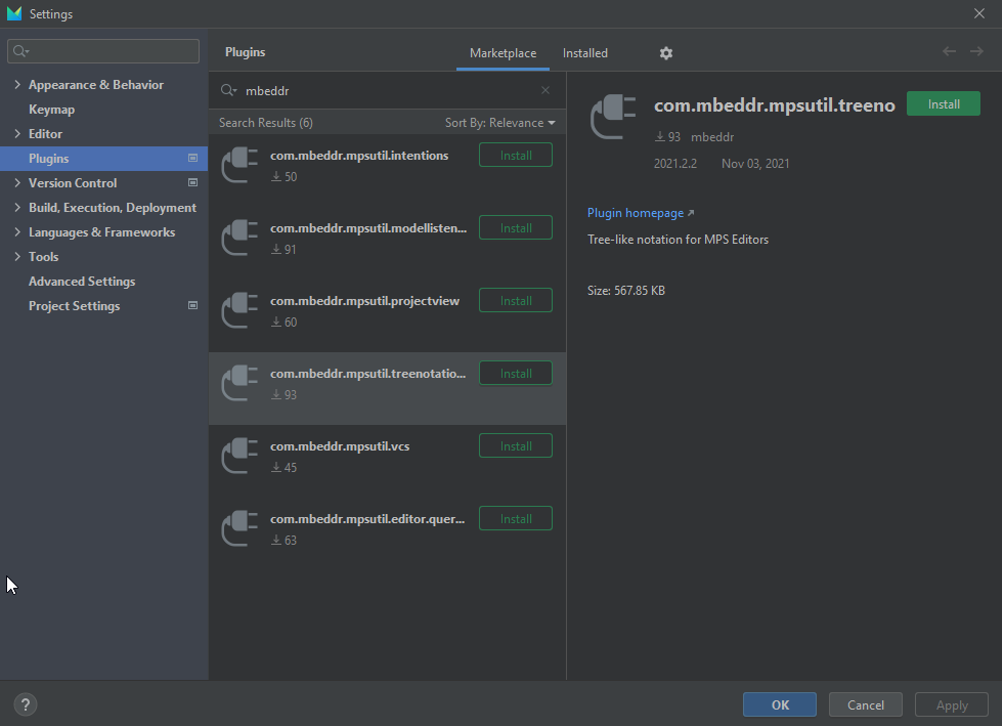 Settings
Appearance & Behavior
Keymap
Editor
Plugins
Version Control
Build, Execution, Deployment
Languages & Frameworks
Tools
Advanced Settings
Project Settings
Plugins
Marketplace
Installed
mbeddr
Search Results (6)
Sort By: Relevance
com.mbeddr.mpsutil.intentions
Install
50
com.mbeddr.mpsutil.modellisten...
Install
91
com.mbeddr.mpsutil.projectview
Install
60
com.mbeddr.mpsutil.treenotatio...
Install
93
com.mbeddr.mpsutil.vcs
Install
45
com.mbeddr.mpsutil.editor.quer...
Install
63
com.mbeddr.mpsutil.treeno
Install
93 mbeddr
2021.2.2 Nov 03, 2021
Plugin homepage
Tree-like notation for MPS Editors
Size: 567.85 KB
?
OK
Cancel
Apply